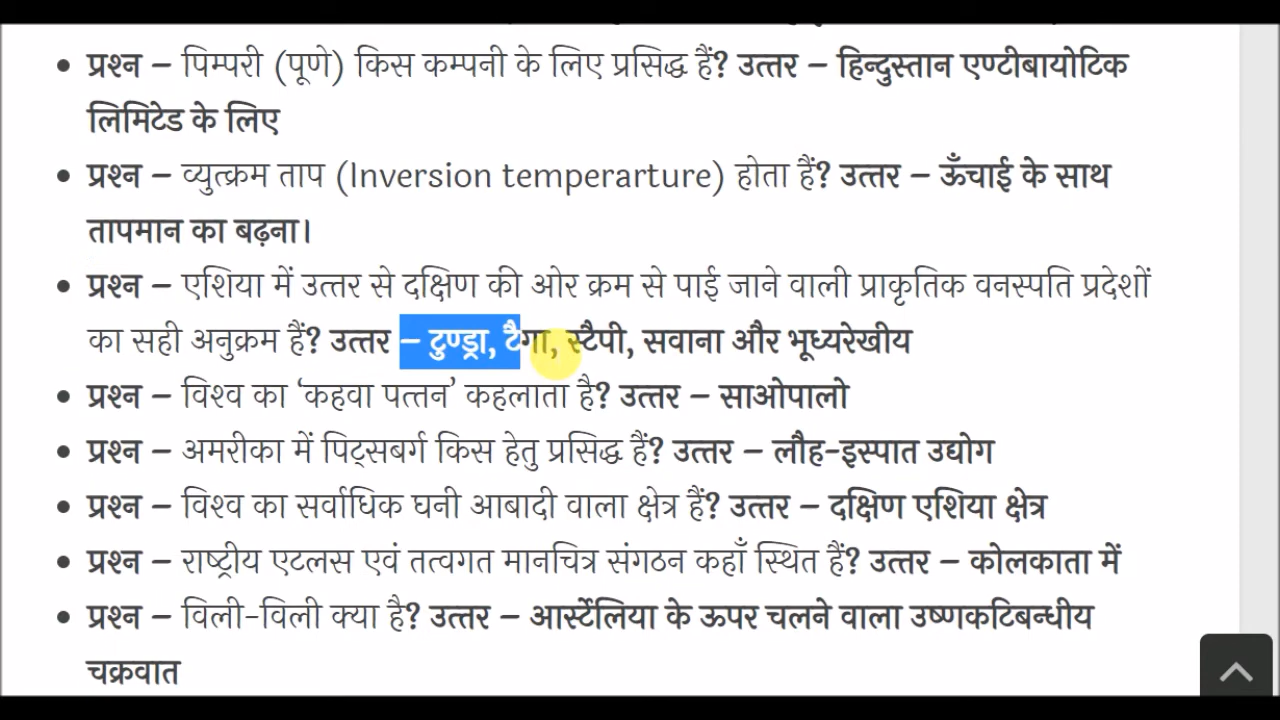 • प्रश्न – पिम्परी (पूणे) किस कम्पनी के लिए प्रसिद्ध हैं? उत्तर – हिन्दुस्तान एण्टीबायोटिक
लिमिटेड के लिए
• प्रश्न – व्युत्क्रम ताप (Inversion temperarture) होता हैं? उत्तर – ऊँचाई के साथ
तापमान का बढ़ना।
• प्रश्न – एशिया में उत्तर से दक्षिण की ओर क्रम से पाई जाने वाली प्राकृतिक वनस्पति प्रदेशों
का सही अनुक्रम हैं? उत्तर – टुण्ड्रा, टैगा, स्टैपी, सवाना और भूध्यरेखीय
• प्रश्न – विश्व का ‘कहवा पत्तन’ कहलाता है? उत्तर – साओपालो
• प्रश्न – अमरीका में पिट्सबर्ग किस हेतु प्रसिद्ध हैं? उत्तर – लौह-इस्पात उद्योग
• प्रश्न – विश्व का सर्वाधिक घनी आबादी वाला क्षेत्र हैं? उत्तर – दक्षिण एशिया क्षेत्र
• प्रश्न – राष्ट्रीय एटलस एवं तत्वगत मानचित्र संगठन कहाँ स्थित हैं? उत्तर – कोलकाता में
• प्रश्न – विली-विली क्या है? उत्तर – आर्स्टेलिया के ऊपर चलने वाला उष्णकटिबन्धीय
चक्रवात